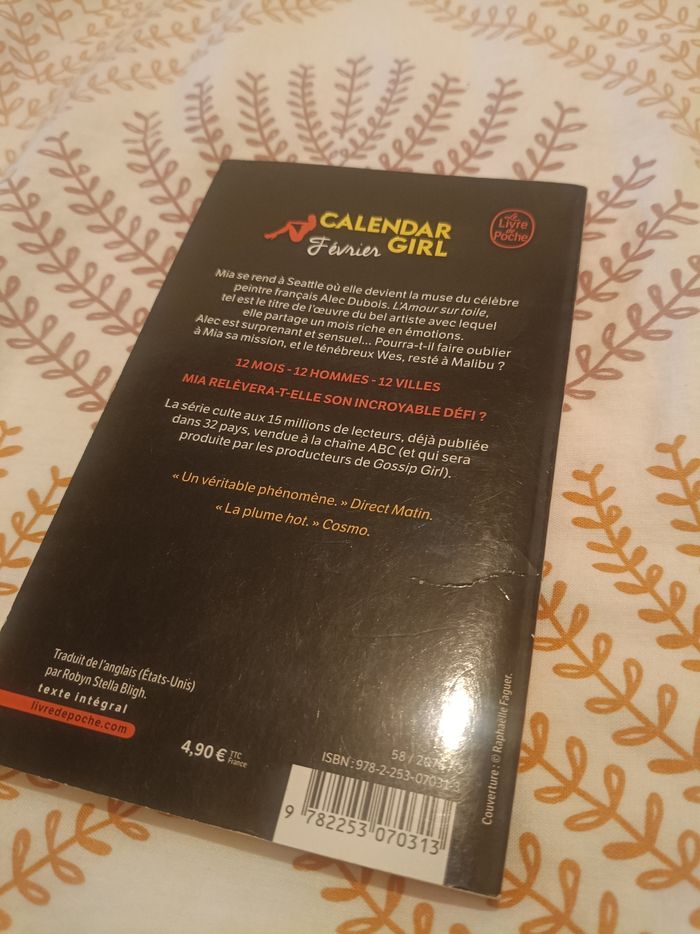 CALENDAR
Février GIRL
Le
Livre
de
Poche
Mia se rend à Seattle où elle devient la muse du célèbre
peintre français Alec Dubois. L'Amour sur toile,
tel est le titre de l'œuvre du bel artiste avec lequel
elle partage un mois riche en émotions.
Alec est surprenant et sensuel... Pourra-t-il faire oublier
à Mia sa mission, et le ténébreux Wes, resté à Malibu ?
12 MOIS - 12 HOMMES - 12 VILLES
MIA RELÈVERA-T-ELLE SON INCROYABLE DÉFI ?
La série culte aux 15 millions de lecteurs, déjà publiée
dans 32 pays, vendue à la chaîne ABC (et qui sera
produite par les producteurs de Gossip Girl).
« Un véritable phénomène. » Direct Matin.
« La plume hot. » Cosmo.
Traduit de l'anglais (États-Unis)
par Robyn Stella Bligh.
texte intégral
livredepoche.com
4,90 € TTC
France
ISBN : 978-2-253-07031-3
9 782253 070313
Couverture : © Raphaëlle Faguer.